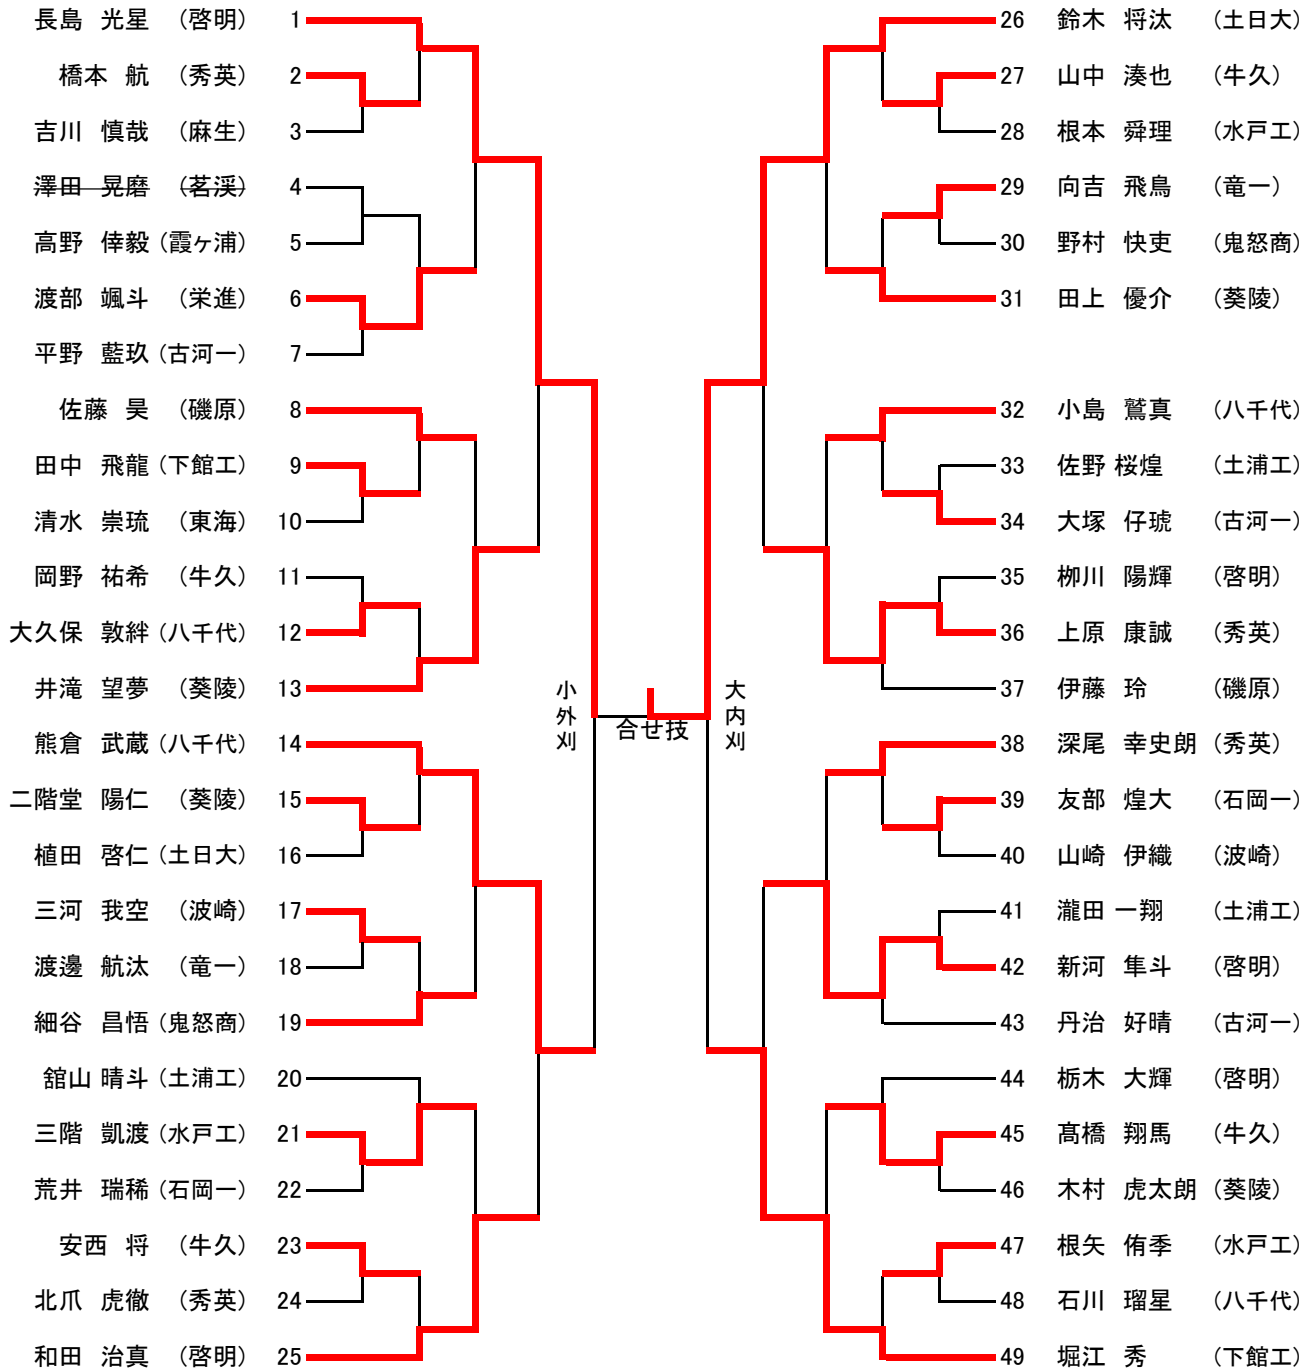 長島 光星 (啓明) 1
橋本 航 (秀英) 2
吉川 慎哉 (麻生) 3
澤田 晃磨 (茗渓) 4
高野 倖毅 (霞ヶ浦) 5
渡部 颯斗 (栄進) 6
平野 藍玖 (古河一) 7
佐藤 昊 (磯原) 8
田中 飛龍 (下館工) 9
清水 崇琉 (東海) 10
岡野 祐希 (牛久) 11
大久保 敦絆 (八千代) 12
井滝 望夢 (葵陵) 13
熊倉 武蔵 (八千代) 14
二階堂 陽仁 (葵陵) 15
植田 啓仁 (土日大) 16
三河 我空 (波崎) 17
渡邊 航汰 (竜一) 18
細谷 昌悟 (鬼怒商) 19
舘山 晴斗 (土浦工) 20
三階 凱渡 (水戸工) 21
荒井 瑞稀 (石岡一) 22
安西 将 (牛久) 23
北爪 虎徹 (秀英) 24
和田 治真 (啓明) 25
小外刈
合せ技
大内刈
26 鈴木 将汰 (土日大)
27 山中 湊也 (牛久)
28 根本 舜理 (水戸工)
29 向吉 飛鳥 (竜一)
30 野村 快吏 (鬼怒商)
31 田上 優介 (葵陵)
32 小島 鷲真 (八千代)
33 佐野 桜煌 (土浦工)
34 大塚 仔琥 (古河一)
35 栁川 陽輝 (啓明)
36 上原 康誠 (秀英)
37 伊藤 玲 (磯原)
38 深尾 幸史朗 (秀英)
39 友部 煌大 (石岡一)
40 山崎 伊織 (波崎)
41 瀧田 一翔 (土浦工)
42 新河 隼斗 (啓明)
43 丹治 好晴 (古河一)
44 栃木 大輝 (啓明)
45 髙橋 翔馬 (牛久)
46 木村 虎太朗 (葵陵)
47 根矢 侑季 (水戸工)
48 石川 瑠星 (八千代)
49 堀江 秀 (下館工)